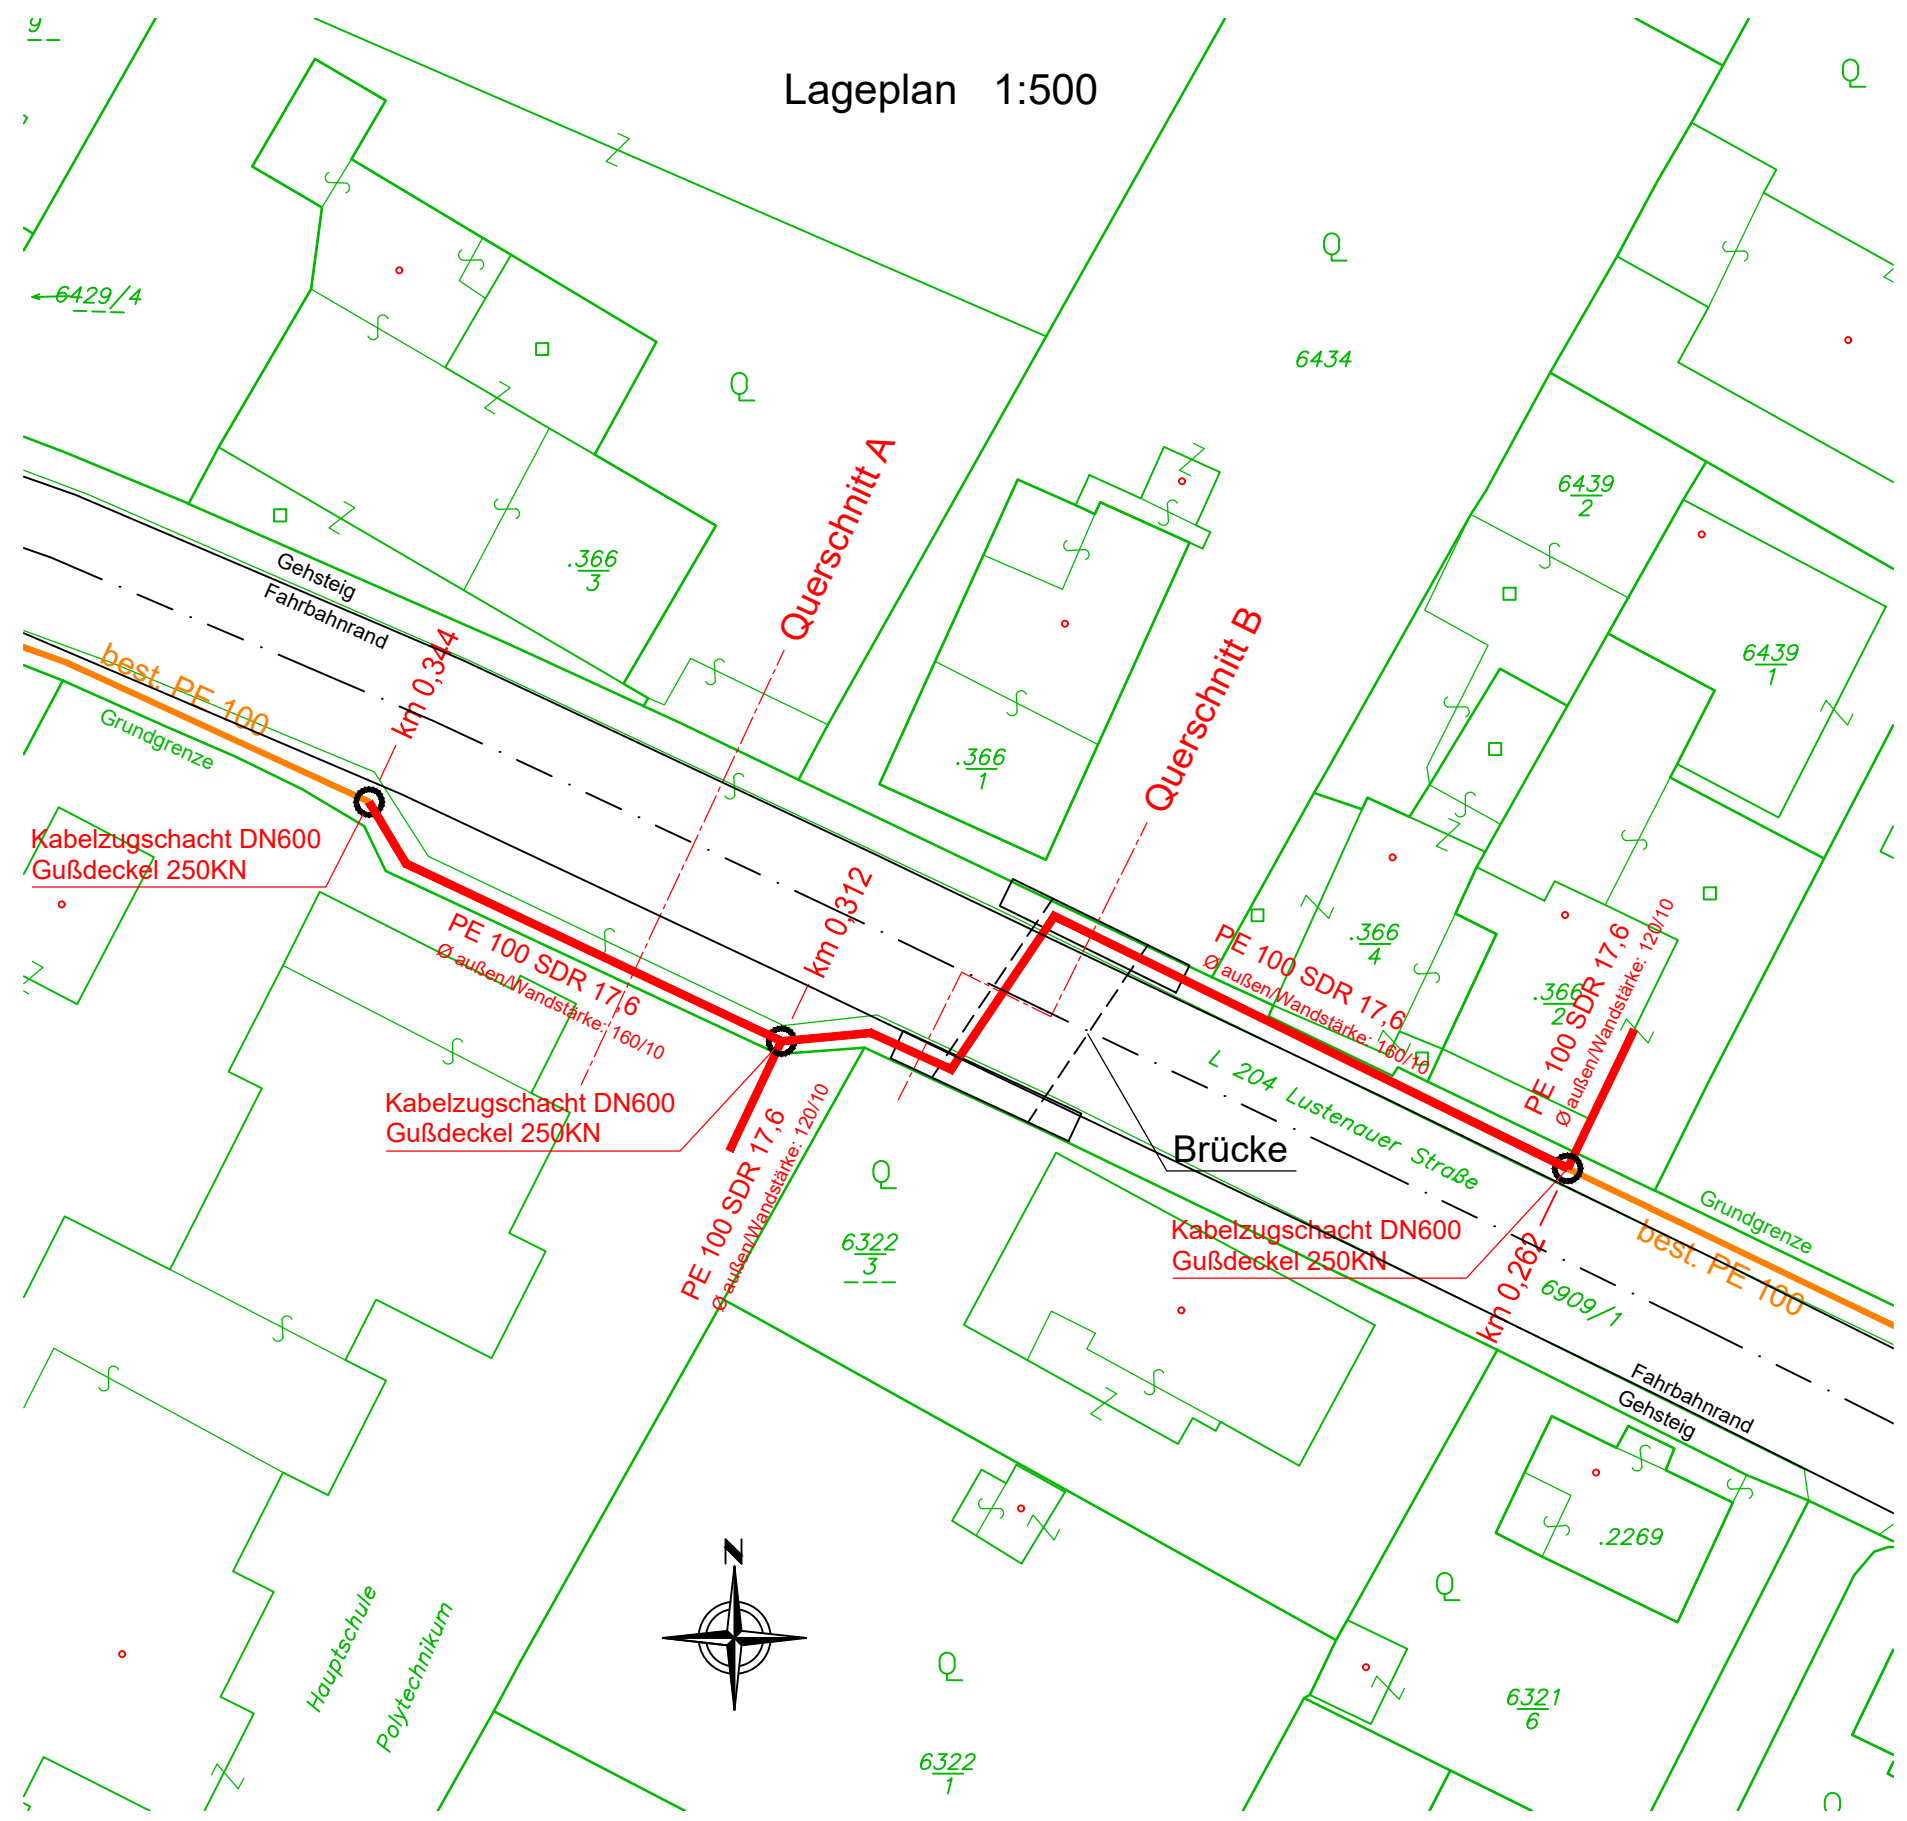 9
Lageplan 1:500
Q
Q
6429/4
6434
Q
Querschnitt A
6439
2
.366
3
Gehsteig
Fahrbahnrand
km 0,344
best. PE 100
Grundgrenze
Querschnitt B
6439
1
.366
1
Kabelzugschacht DN600
Gußdeckel 250KN
km 0,312
PE 100 SDR 17,6
Ø außen/Wandstärke: 160/10
PE 100 SDR 17,6
Ø außen/Wandstärke: 160/10
.366
4
.366
2
PE 100 SDR 17,6
Ø außen/Wandstärke: 120/10
Kabelzugschacht DN600
Gußdeckel 250KN
PE 100 SDR 17,6
Ø außen/Wandstärke: 120/10
L 204 Lustenauer Straße
Brücke
Q
6322
3
Kabelzugschacht DN600
Gußdeckel 250KN
km 0,262
6909/1
Grundgrenze
best. PE 100
Fahrbahnrand
Gehsteig
.2269
N
Q
Hauptschule
Polytechnikum
Q
6321
6
6322
1
Q